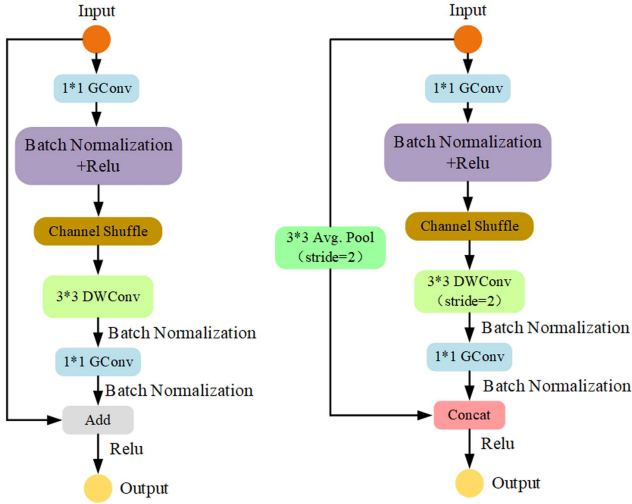 Input
1*1 GConv
Batch Normalization
+Relu
Channel Shuffle
3*3 DWConv
Batch Normalization
1*1 GConv
Batch Normalization
Add
Relu
Output
Input
1*1 GConv
Batch Normalization
+Relu
Channel Shuffle
3*3 Avg. Pool
（stride=2）
3*3 DWConv
（stride=2）
Batch Normalization
1*1 GConv
Batch Normalization
Concat
Relu
Output